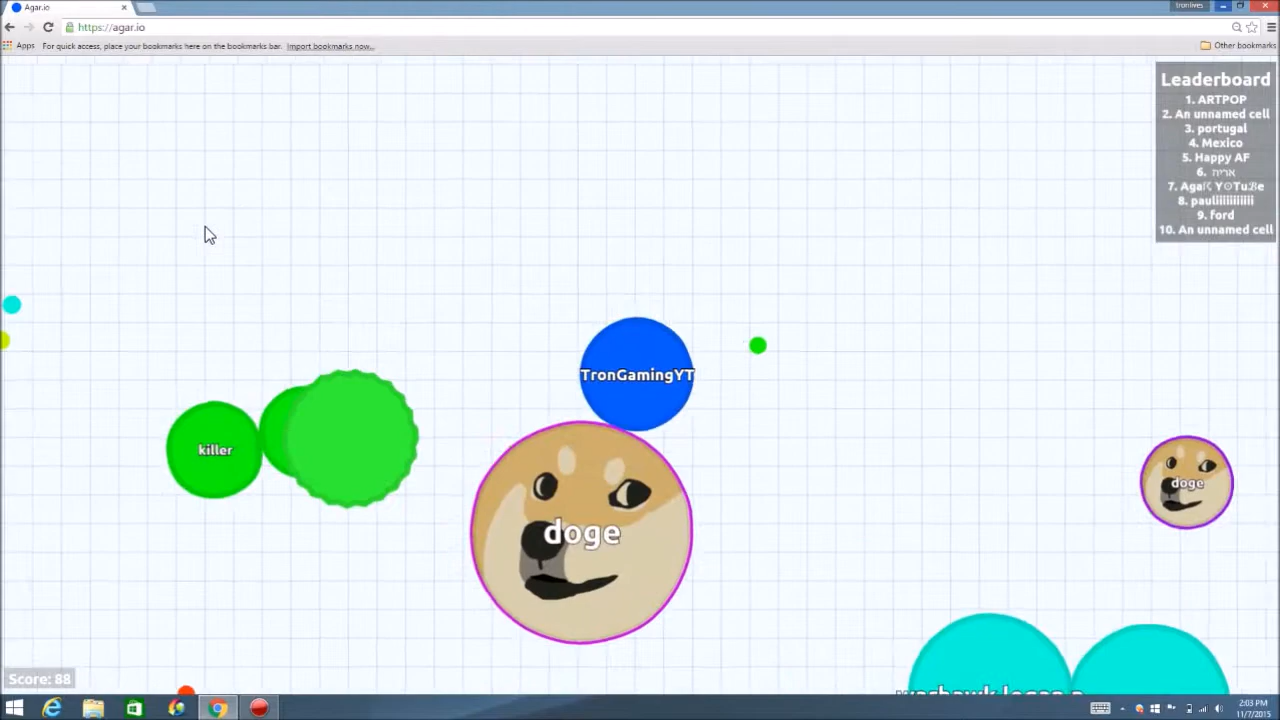 Agar.io
tronlives
https://agar.io
Apps For quick access, place your bookmarks here on the bookmarks bar. Import bookmarks now... Other bookmarks
Leaderboard
1. ARTPOP
2. An unnamed cell
3. portugal
4. Mexico
5. Happy AF
6. אריה
8. pauliiiiiiiiiii
9. ford
10. An unnamed cell
TronGamingYT
killer
doge
doge
Score: 88
2:03 PM
11/7/2015